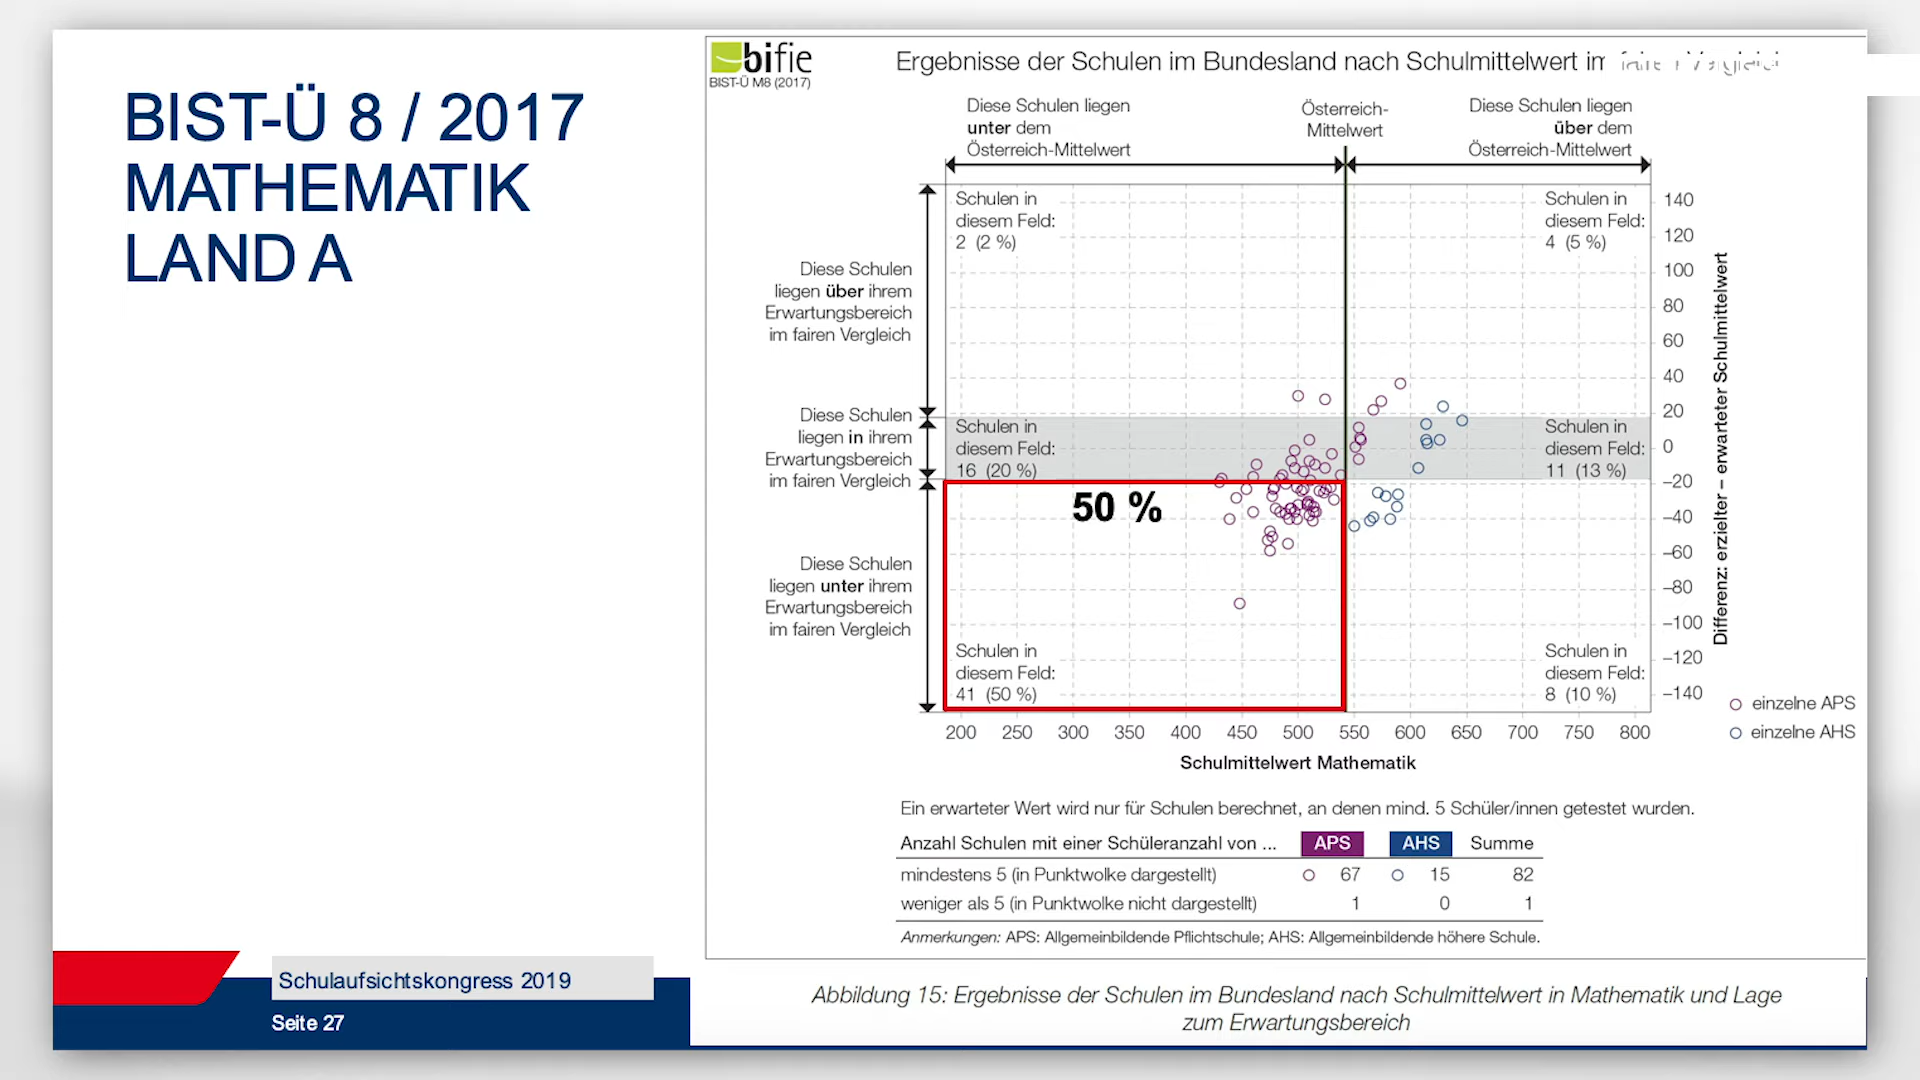 BIST-Ü 8 / 2017
MATHEMATIK
LAND A
bifie
BIST-Ü M8 (2017)
Ergebnisse der Schulen im Bundesland nach Schulmittelwert im
Diese Schulen liegen
unter dem
Österreich-Mittelwert
Österreich-
Mittelwert
Diese Schulen liegen
über dem
Österreich-Mittelwert
Diese Schulen
liegen über ihrem
Erwartungsbereich
im fairen Vergleich
Diese Schulen
liegen in ihrem
Erwartungsbereich
im fairen Vergleich
Diese Schulen
liegen unter ihrem
Erwartungsbereich
im fairen Vergleich
Schulen in
diesem Feld:
2 (2 %)
Schulen in
diesem Feld:
4 (5 %)
Schulen in
diesem Feld:
16 (20 %)
Schulen in
diesem Feld:
11 (13 %)
50 %
Schulen in
diesem Feld:
41 (50 %)
Schulen in
diesem Feld:
8 (10 %)
140
120
100
80
60
40
20
0
–20
–40
–60
–80
–100
–120
–140
Differenz: erzielter – erwarteter Schulmittelwert
200 250 300 350 400 450 500 550 600 650 700 750 800
Schulmittelwert Mathematik
einzelne APS
einzelne AHS
Ein erwarteter Wert wird nur für Schulen berechnet, an denen mind. 5 Schüler/innen getestet wurden.
Anzahl Schulen mit einer Schüleranzahl von ... APS AHS Summe
mindestens 5 (in Punktwolke dargestellt) 67 15 82
weniger als 5 (in Punktwolke nicht dargestellt) 1 0 1
Anmerkungen: APS: Allgemeinbildende Pflichtschule; AHS: Allgemeinbildende höhere Schule.
Abbildung 15: Ergebnisse der Schulen im Bundesland nach Schulmittelwert in Mathematik und Lage
zum Erwartungsbereich
Schulaufsichtskongress 2019
Seite 27